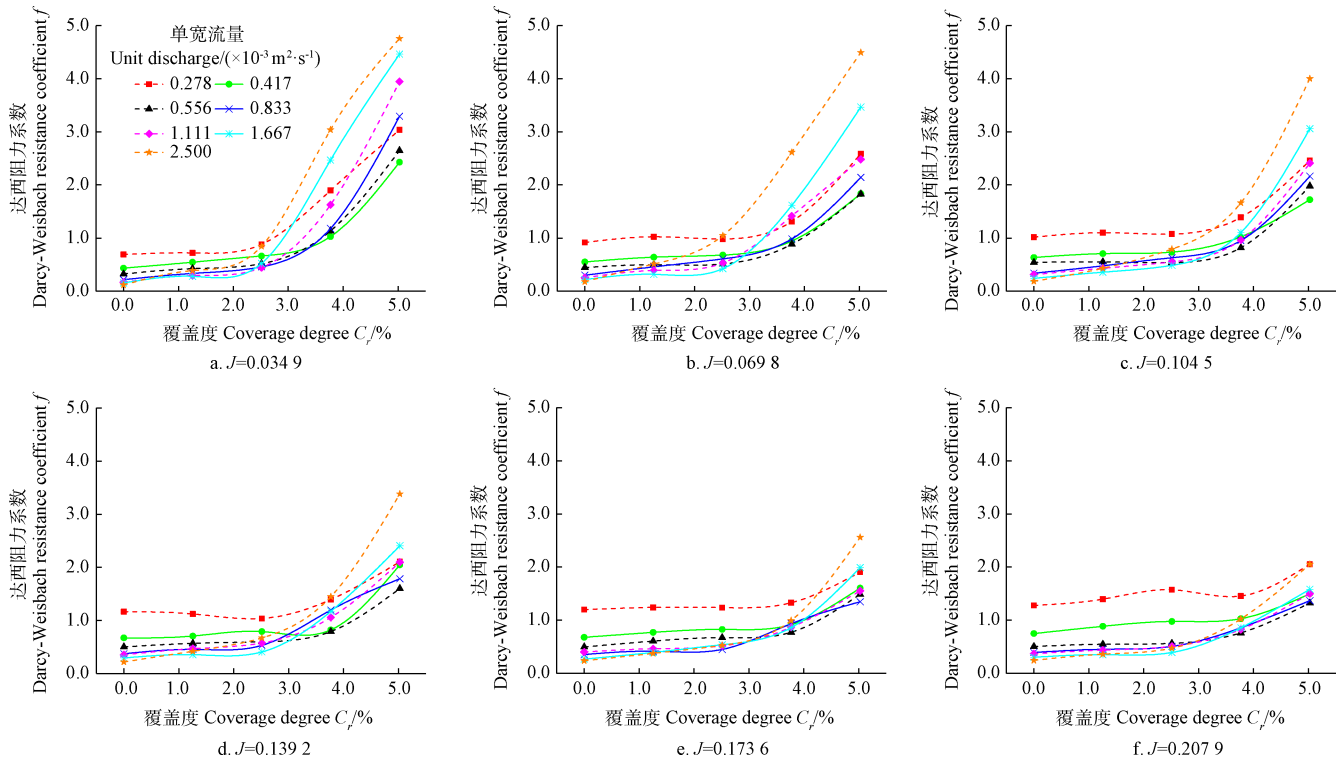 达西阻力系数
Darcy-Weisbach resistance coefficient f
5.0
4.0
3.0
2.0
1.0
0.0
单宽流量
Unit discharge/(×10⁻³ m²·s⁻¹)
0.278 0.417
0.556 0.833
1.111 1.667
2.500
0.0 1.0 2.0 3.0 4.0 5.0
覆盖度 Coverage degree Cᵣ/%
a. J=0.034 9
达西阻力系数
Darcy-Weisbach resistance coefficient f
5.0
4.0
3.0
2.0
1.0
0.0
0.0 1.0 2.0 3.0 4.0 5.0
覆盖度 Coverage degree Cᵣ/%
b. J=0.069 8
达西阻力系数
Darcy-Weisbach resistance coefficient f
5.0
4.0
3.0
2.0
1.0
0.0
0.0 1.0 2.0 3.0 4.0 5.0
覆盖度 Coverage degree Cᵣ/%
c. J=0.104 5
达西阻力系数
Darcy-Weisbach resistance coefficient f
5.0
4.0
3.0
2.0
1.0
0.0
0.0 1.0 2.0 3.0 4.0 5.0
覆盖度 Coverage degree Cᵣ/%
d. J=0.139 2
达西阻力系数
Darcy-Weisbach resistance coefficient f
5.0
4.0
3.0
2.0
1.0
0.0
0.0 1.0 2.0 3.0 4.0 5.0
覆盖度 Coverage degree Cᵣ/%
e. J=0.173 6
达西阻力系数
Darcy-Weisbach resistance coefficient f
5.0
4.0
3.0
2.0
1.0
0.0
0.0 1.0 2.0 3.0 4.0 5.0
覆盖度 Coverage degree Cᵣ/%
f. J=0.207 9